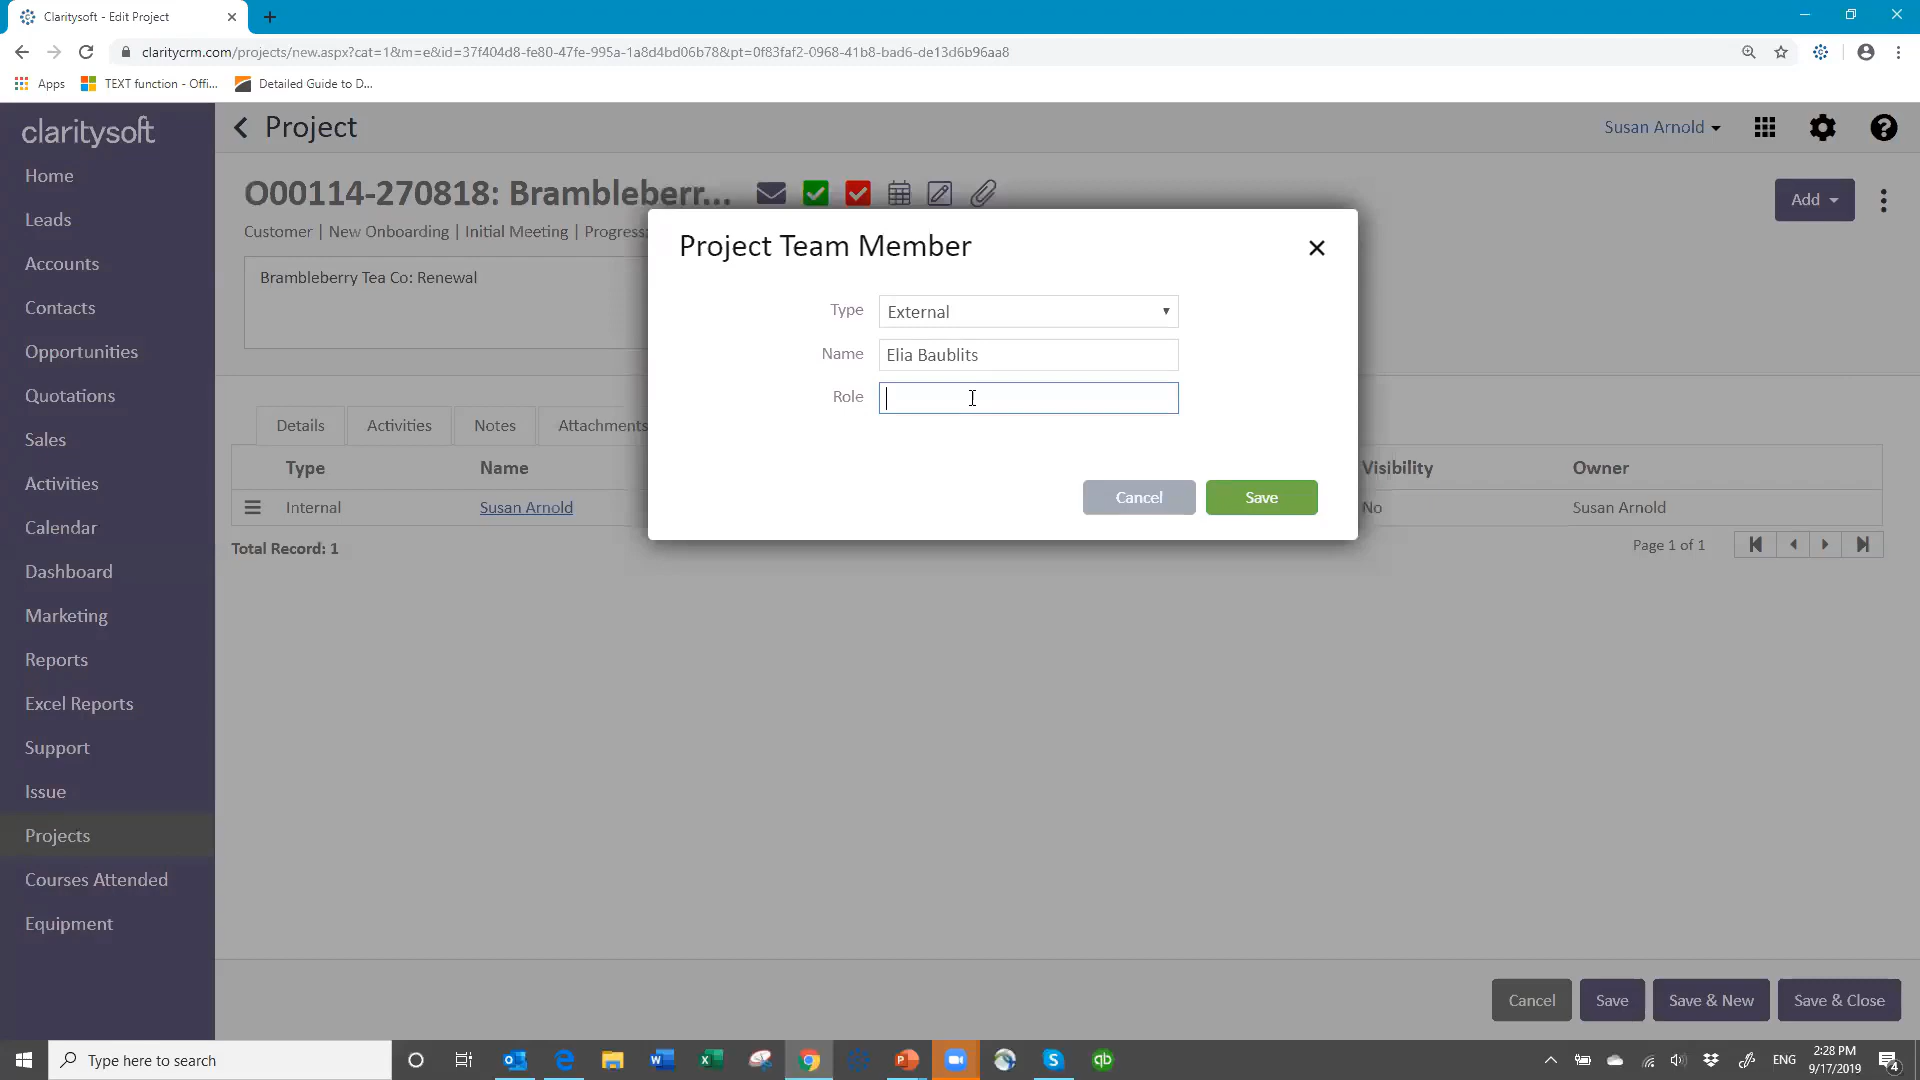 Claritysoft - Edit Project
claritycrm.com/projects/new.aspx?cat=1&m=e&id=37f404d8-fe80-47fe-995a-1a8d4bd06b78&pt=0f83faf2-0968-41b8-bad6-de13d6b96aa8
Apps
TEXT function - Offi...
Detailed Guide to D...
claritysoft
Home
Leads
Accounts
Contacts
Opportunities
Quotations
Sales
Activities
Calendar
Dashboard
Marketing
Reports
Excel Reports
Support
Issue
Projects
Courses Attended
Equipment
Project
Susan Arnold
O00114-270818: Brambleberr...
Add
Customer | New Onboarding | Initial Meeting | Progress:
Brambleberry Tea Co: Renewal
Project Team Member
Type
External
Name
Elia Baublits
Role
Cancel
Save
Details
Activities
Notes
Attachments
Type
Name
Visibility
Owner
Internal
Susan Arnold
No
Susan Arnold
Total Record: 1
Page 1 of 1
Cancel
Save
Save & New
Save & Close
Type here to search
ENG
2:28 PM
9/17/2019
4